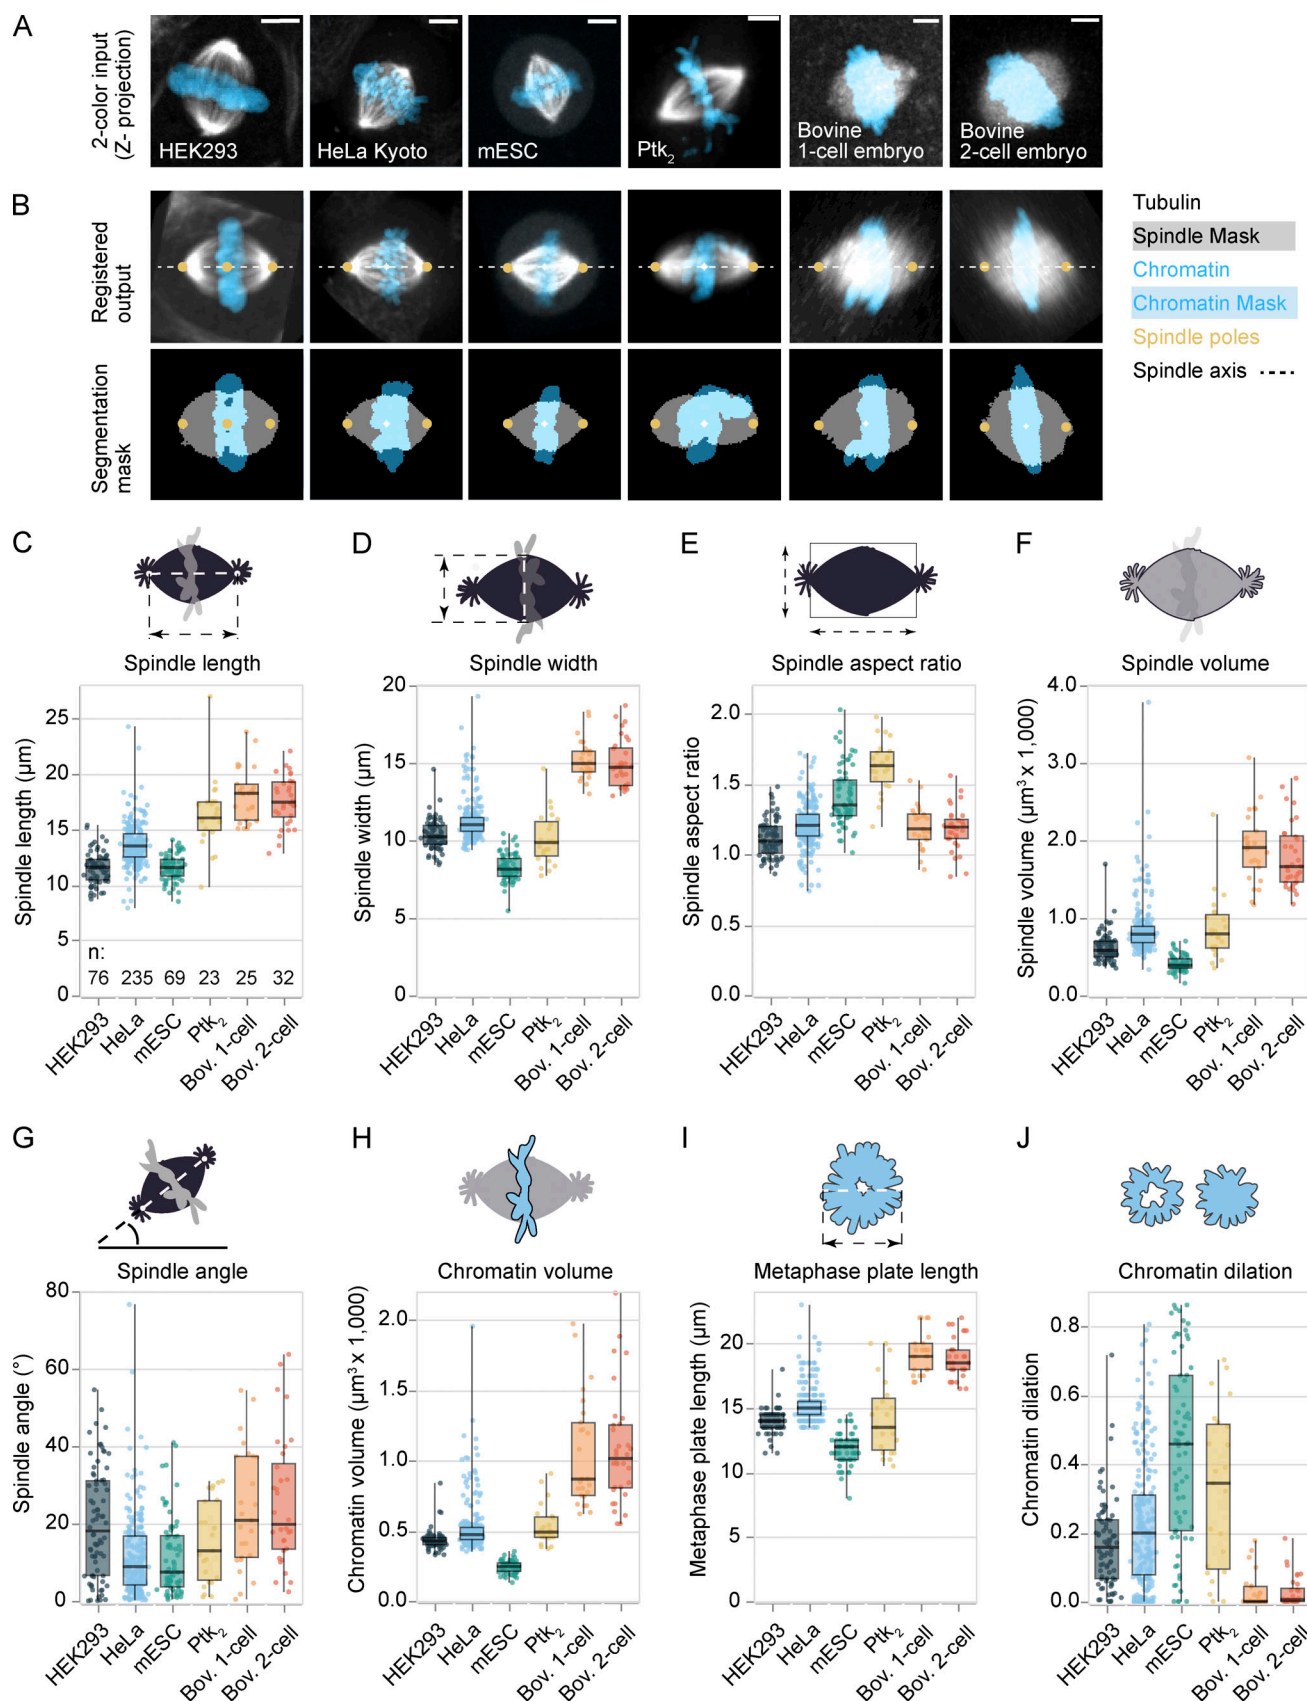 A
2-color input
(Z- projection)
HEK293
HeLa Kyoto
mESC
Ptk2
Bovine
1-cell embryo
Bovine
2-cell embryo
B
Registered
output
Segmentation
mask
Tubulin
Spindle Mask
Chromatin
Chromatin Mask
Spindle poles
Spindle axis
C
Spindle length
Spindle length (µm)
25
20
15
10
5
0
n:
76 235 69 23 25 32
HEK293
HeLa
mESC
Ptk2
Bov. 1-cell
Bov. 2-cell
D
Spindle width
Spindle width (µm)
20
15
10
5
0
HEK293
HeLa
mESC
Ptk2
Bov. 1-cell
Bov. 2-cell
E
Spindle aspect ratio
Spindle aspect ratio
2.0
1.5
1.0
0.5
0.0
HEK293
HeLa
mESC
Ptk2
Bov. 1-cell
Bov. 2-cell
F
Spindle volume
Spindle volume (µm³ x 1,000)
4.0
3.0
2.0
1.0
0.0
HEK293
HeLa
mESC
Ptk2
Bov. 1-cell
Bov. 2-cell
G
Spindle angle
Spindle angle (°)
80
60
40
20
0
HEK293
HeLa
mESC
Ptk2
Bov. 1-cell
Bov. 2-cell
H
Chromatin volume
Chromatin volume (µm³ x 1,000)
2.0
1.5
1.0
0.5
0.0
HEK293
HeLa
mESC
Ptk2
Bov. 1-cell
Bov. 2-cell
I
Metaphase plate length
Metaphase plate length (µm)
20
15
10
5
0
HEK293
HeLa
mESC
Ptk2
Bov. 1-cell
Bov. 2-cell
J
Chromatin dilation
Chromatin dilation
0.8
0.6
0.4
0.2
0.0
HEK293
HeLa
mESC
Ptk2
Bov. 1-cell
Bov. 2-cell